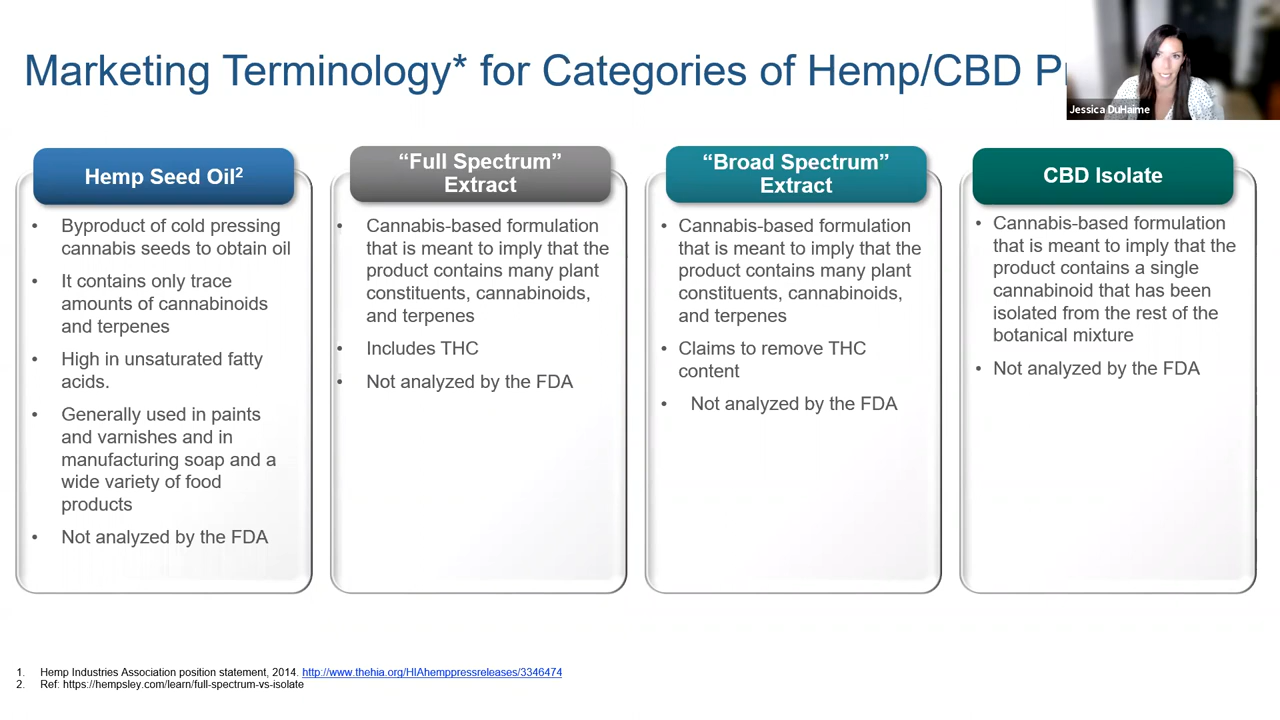 Marketing Terminology* for Categories of Hemp/CBD
Jessica DuHaime
Hemp Seed Oil2
• Byproduct of cold pressing
cannabis seeds to obtain oil
• It contains only trace
amounts of cannabinoids
and terpenes
• High in unsaturated fatty
acids.
• Generally used in paints
and varnishes and in
manufacturing soap and a
wide variety of food
products
• Not analyzed by the FDA
“Full Spectrum”
Extract
• Cannabis-based formulation
that is meant to imply that the
product contains many plant
constituents, cannabinoids,
and terpenes
• Includes THC
• Not analyzed by the FDA
“Broad Spectrum”
Extract
• Cannabis-based formulation
that is meant to imply that the
product contains many plant
constituents, cannabinoids,
and terpenes
• Claims to remove THC
content
• Not analyzed by the FDA
CBD Isolate
• Cannabis-based formulation
that is meant to imply that the
product contains a single
cannabinoid that has been
isolated from the rest of the
botanical mixture
• Not analyzed by the FDA
1. Hemp Industries Association position statement, 2014. http://www.thehia.org/HIAhemppressreleases/3346474
2. Ref: https://hempsley.com/learn/full-spectrum-vs-isolate